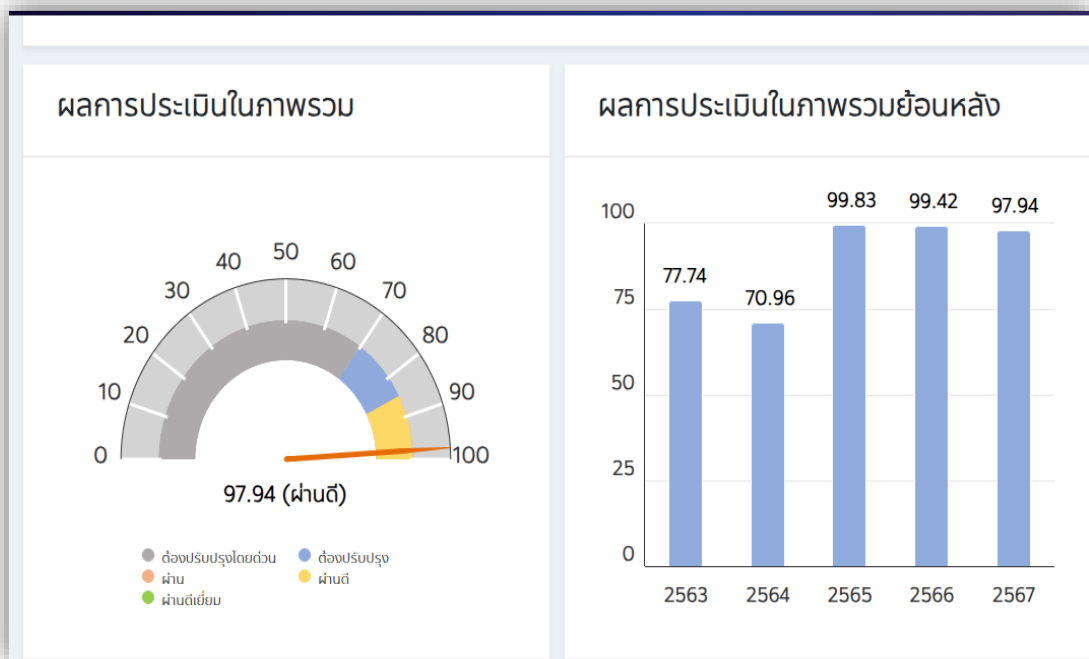 ผลการประเมินในภาพรวม
0
10
20
30
40
50
60
70
80
90
100
97.94 (ผ่านดี)
ต้องปรับปรุงโดยด่วน
ต้องปรับปรุง
ผ่าน
ผ่านดี
ผ่านดีเยี่ยม
ผลการประเมินในภาพรวมย้อนหลัง
100
75
50
25
0
77.74
70.96
99.83
99.42
97.94
2563 2564 2565 2566 2567